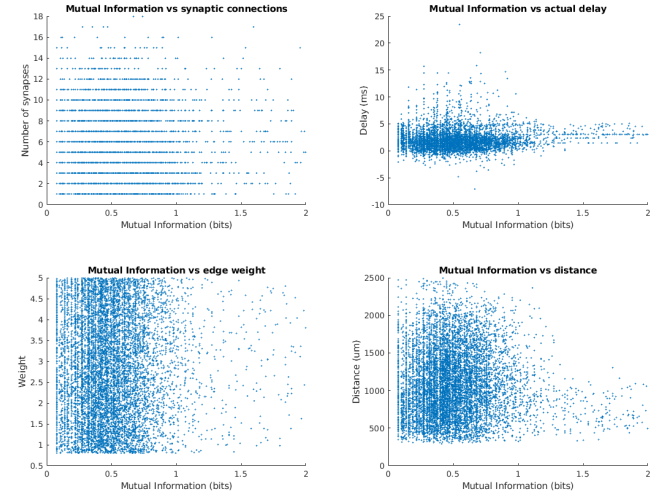 Mutual Information vs synaptic connections
18
16
14
12
10
8
6
4
2
0
Number of synapses
0 0.5 1 1.5 2
Mutual Information (bits)
Mutual Information vs actual delay
25
20
15
10
5
0
-5
-10
Delay (ms)
0 0.5 1 1.5 2
Mutual Information (bits)
Mutual Information vs edge weight
5
4.5
4
3.5
3
2.5
2
1.5
1
0.5
Weight
0 0.5 1 1.5 2
Mutual Information (bits)
Mutual Information vs distance
2500
2000
1500
1000
500
0
Distance (um)
0 0.5 1 1.5 2
Mutual Information (bits)